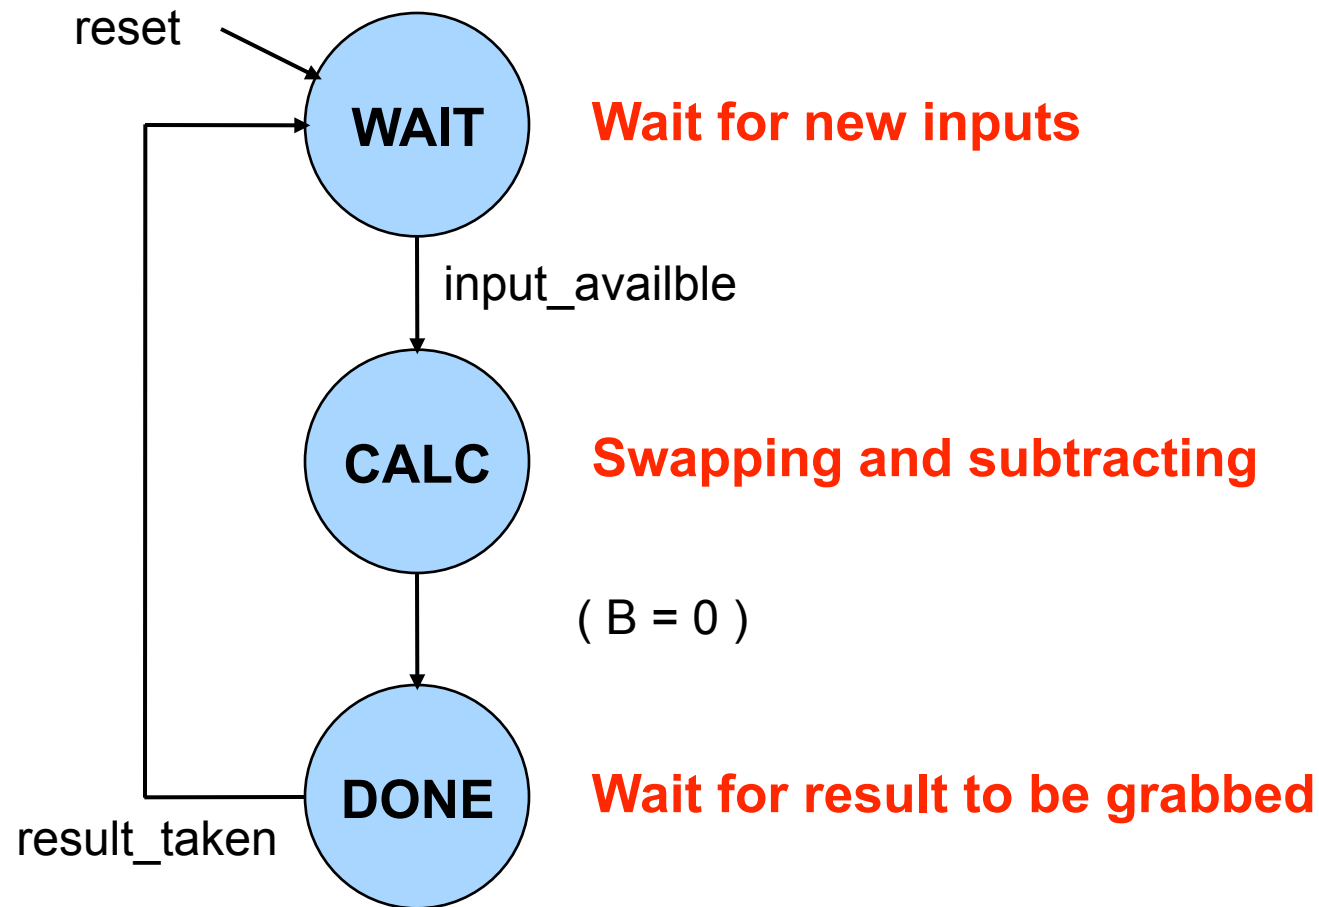 reset
WAIT
Wait for new inputs
input_availble
CALC
Swapping and subtracting
( B = 0 )
DONE
Wait for result to be grabbed
result_taken